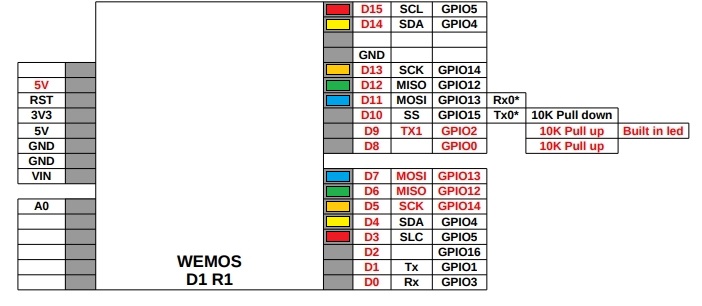 D15 SCL GPIO5
D14 SDA GPIO4
GND
D13 SCK GPIO14
5V D12 MISO GPIO12
RST D11 MOSI GPIO13 Rx0*
3V3 D10 SS GPIO15 Tx0* 10K Pull down
5V D9 TX1 GPIO2 10K Pull up Built in led
GND D8 GPIO0 10K Pull up
GND
VIN D7 MOSI GPIO13
D6 MISO GPIO12
A0 D5 SCK GPIO14
D4 SDA GPIO4
D3 SLC GPIO5
D2 GPIO16
WEMOS
D1 R1
D1 Tx GPIO1
D0 Rx GPIO3